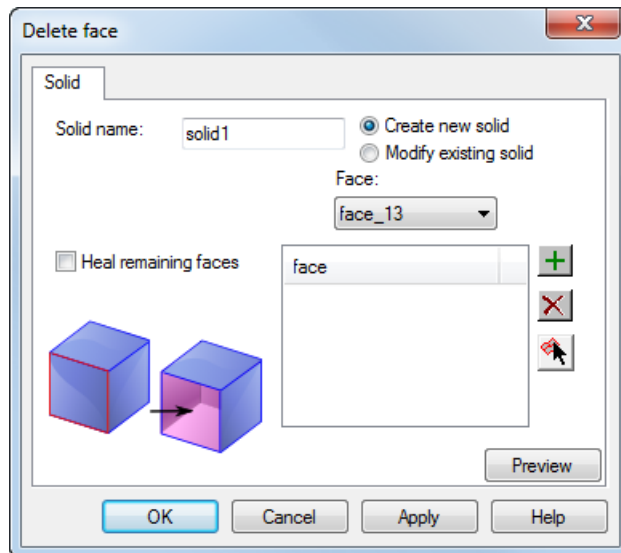 Delete face
Solid
Solid name:
solid1
Create new solid
Modify existing solid
Face:
face_13
Heal remaining faces
face
Preview
OK
Cancel
Apply
Help